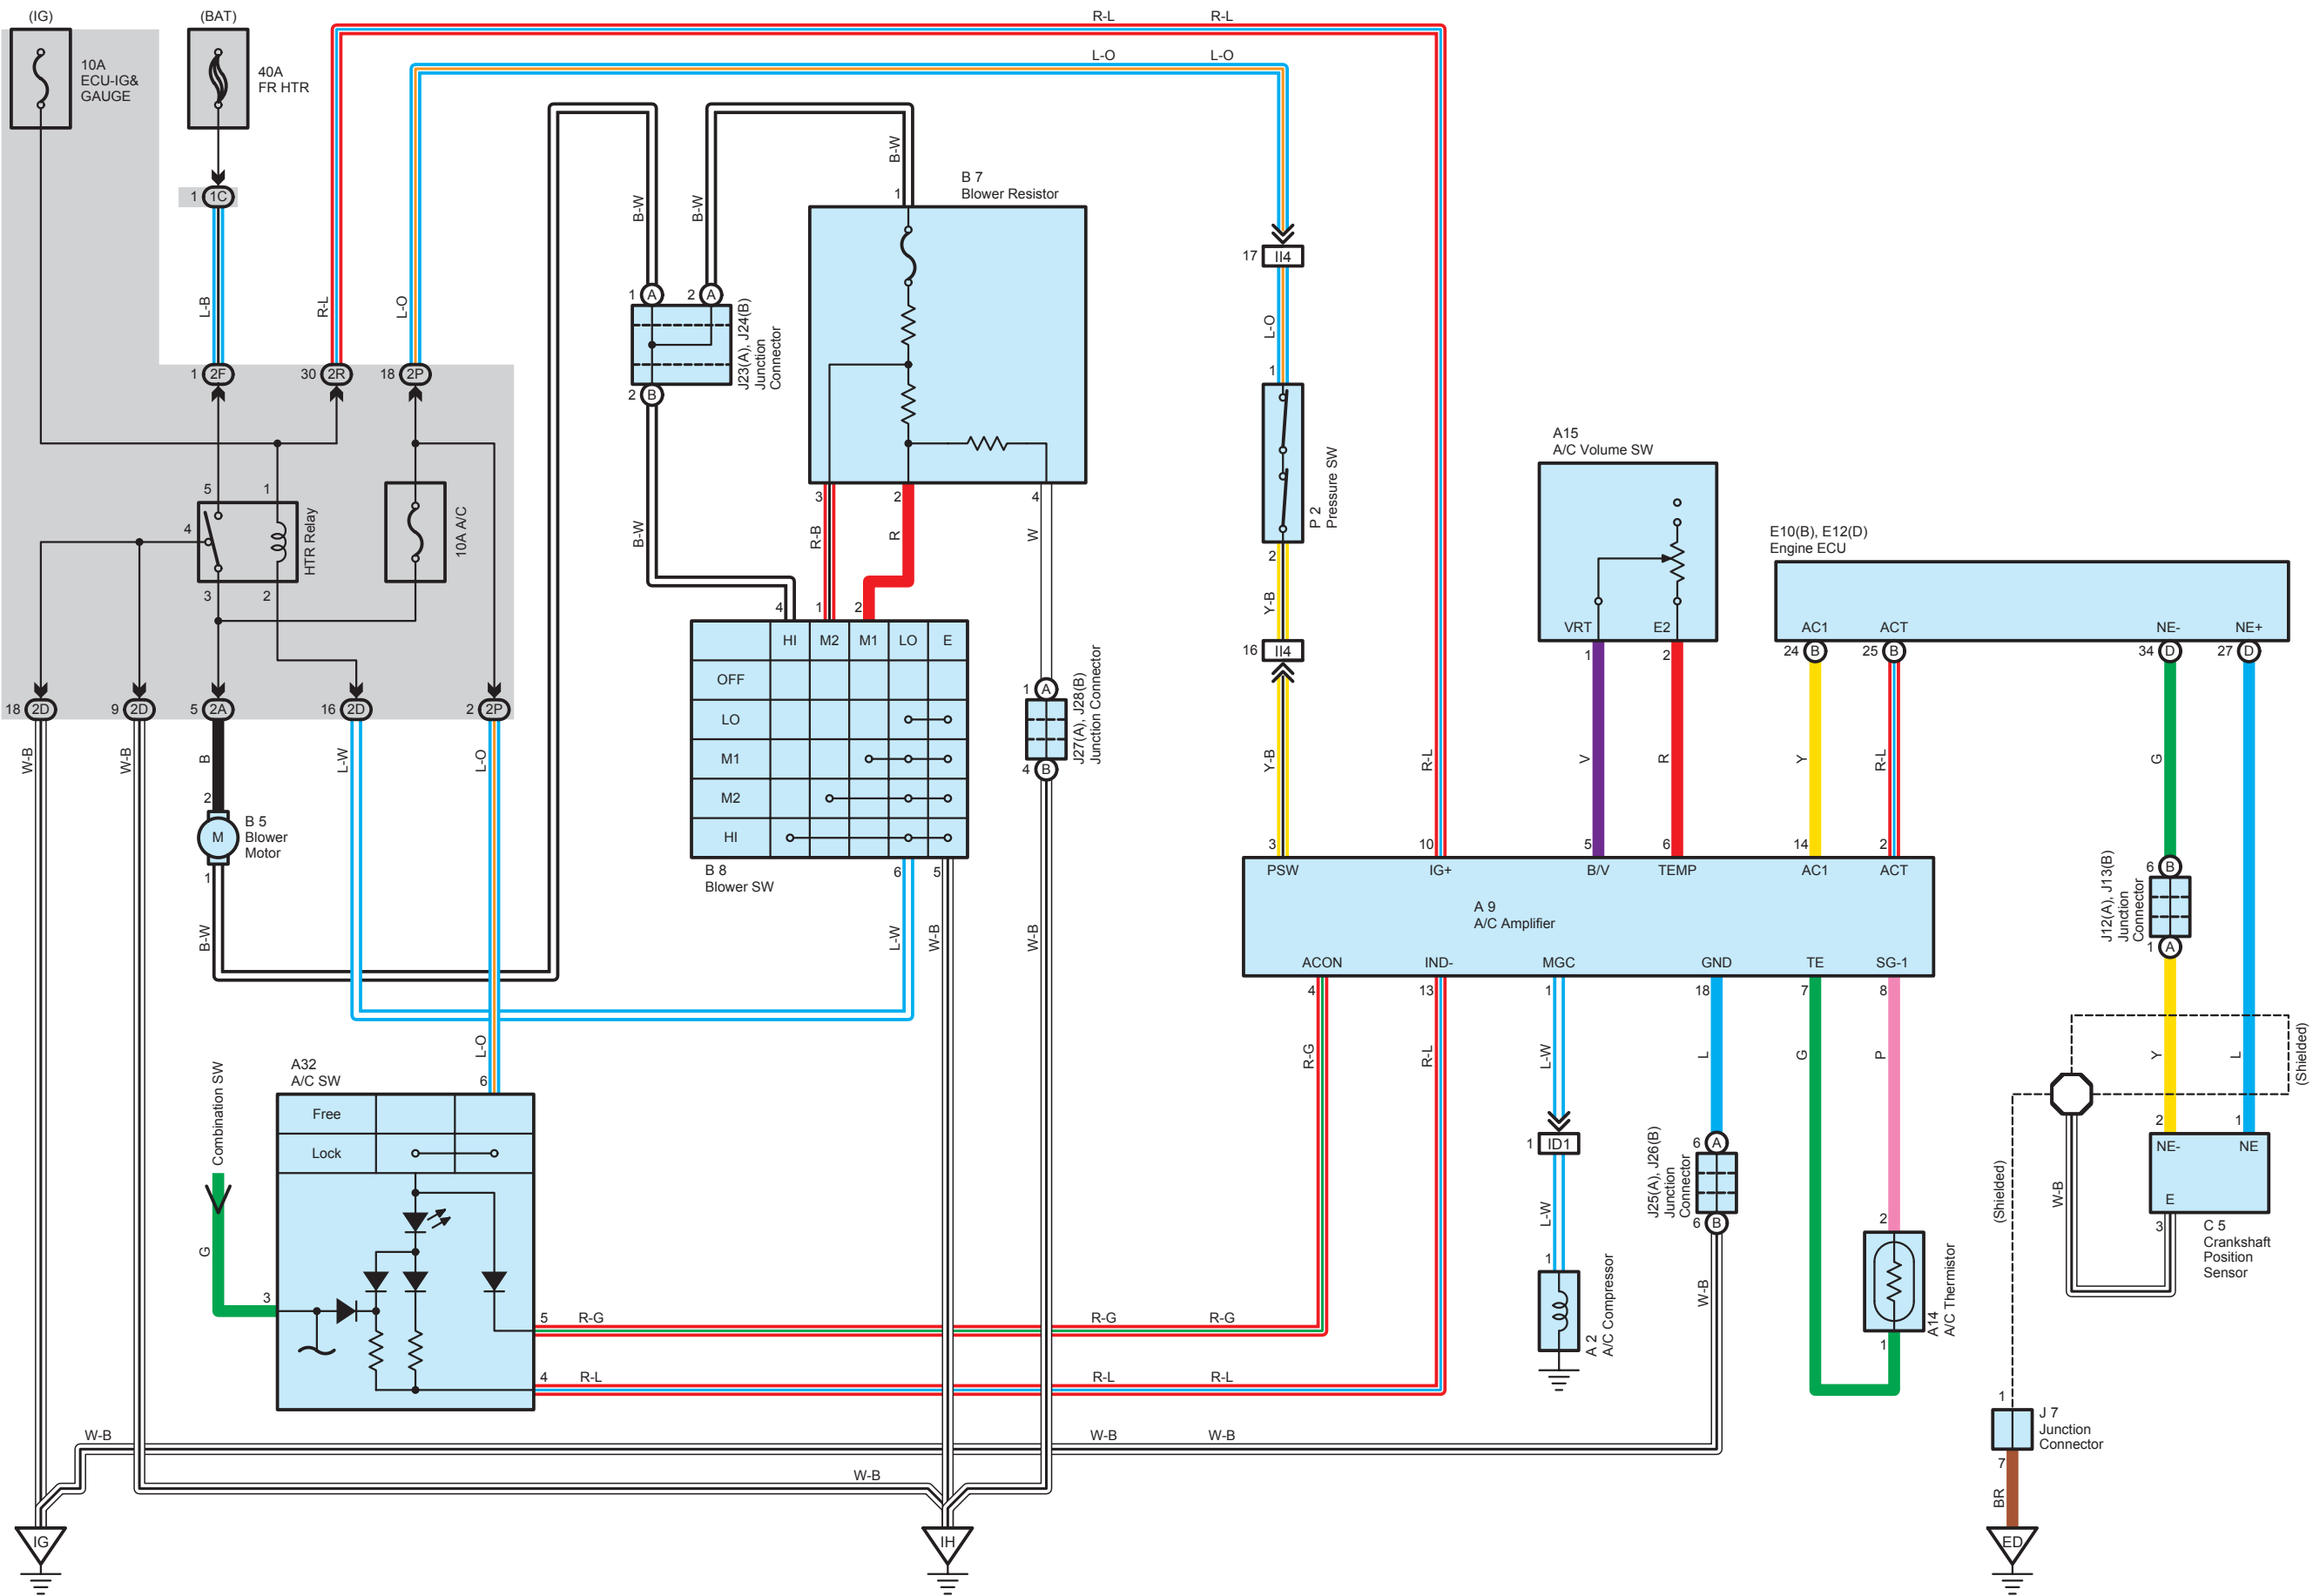 (IG)
(BAT)
R-L
R-L
L-O
L-O
10A
ECU-IG&
GAUGE
40A
FR HTR
1
1C
L-B
R-L
L-O
B-W
B-W
B-W
1
B 7
Blower Resistor
17
II4
L-O
1
1
A
2
A
J23(A), J24(B)
Junction
Connector
2
B
1
2F
30
2R
18
2P
5
1
4
3
2
HTR Relay
10A A/C
B-W
3
2
4
R-B
R
W
P 2
Pressure SW
2
Y-B
16
II4
Y-B
R-L
A15
A/C Volume SW
VRT
E2
1
2
V
R
E10(B), E12(D)
Engine ECU
AC1
ACT
NE-
NE+
24
B
25
B
34
D
27
D
Y
R-L
G
18
2D
9
2D
5
2A
16
2D
2
2P
W-B
W-B
B
L-W
L-O
2
M
B 5
Blower
Motor
1
B-W
4
1
2
HI
M2
M1
LO
E
OFF
LO
M1
M2
HI
B 8
Blower SW
6
5
L-W
W-B
1
A
J27(A), J28(B)
Junction Connector
4
B
W-B
3
10
5
6
14
2
PSW
IG+
B/V
TEMP
AC1
ACT
A 9
A/C Amplifier
ACON
IND-
MGC
GND
TE
SG-1
4
13
1
18
7
8
R-G
R-L
L-W
L
G
P
6
B
J12(A), J13(B)
Junction
Connector
1
A
Y
L
(Shielded)
2
1
NE-
NE
E
3
C 5
Crankshaft
Position
Sensor
W-B
(Shielded)
L-O
A32
A/C SW
6
Combination SW
G
Free
Lock
3
5
R-G
R-G
R-G
4
R-L
R-L
R-L
1
ID1
L-W
1
A 2
A/C Compressor
6
A
J25(A), J26(B)
Junction
Connector
6
B
W-B
2
A14
A/C Thermistor
1
1
J 7
Junction
Connector
7
BR
W-B
W-B
W-B
W-B
IG
IH
ED